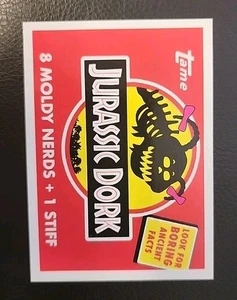 tame
JURASSIC DORK
8 MOLDY NERDS + 1 STIFF
LOOK FOR
BORING
ANCIENT
FACTS